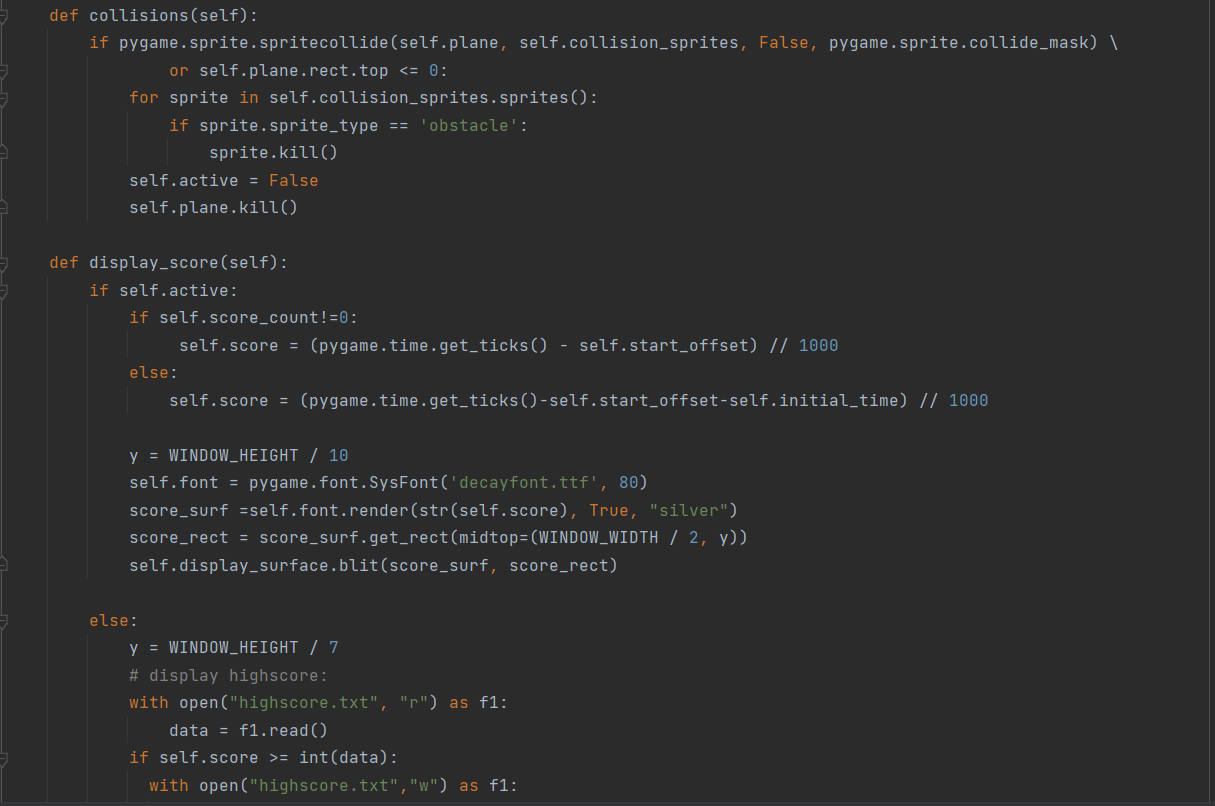 def collisions(self):
    if pygame.sprite.spritecollide(self.plane, self.collision_sprites, False, pygame.sprite.collide_mask) \
            or self.plane.rect.top <= 0:
        for sprite in self.collision_sprites.sprites():
            if sprite.sprite_type == 'obstacle':
                sprite.kill()
        self.active = False
        self.plane.kill()

def display_score(self):
    if self.active:
        if self.score_count!=0:
             self.score = (pygame.time.get_ticks() - self.start_offset) // 1000
        else:
            self.score = (pygame.time.get_ticks()-self.start_offset-self.initial_time) // 1000

        y = WINDOW_HEIGHT / 10
        self.font = pygame.font.SysFont('decayfont.ttf', 80)
        score_surf =self.font.render(str(self.score), True, "silver")
        score_rect = score_surf.get_rect(midtop=(WINDOW_WIDTH / 2, y))
        self.display_surface.blit(score_surf, score_rect)

    else:
        y = WINDOW_HEIGHT / 7
        # display highscore:
        with open("highscore.txt", "r") as f1:
            data = f1.read()
        if self.score >= int(data):
          with open("highscore.txt","w") as f1: